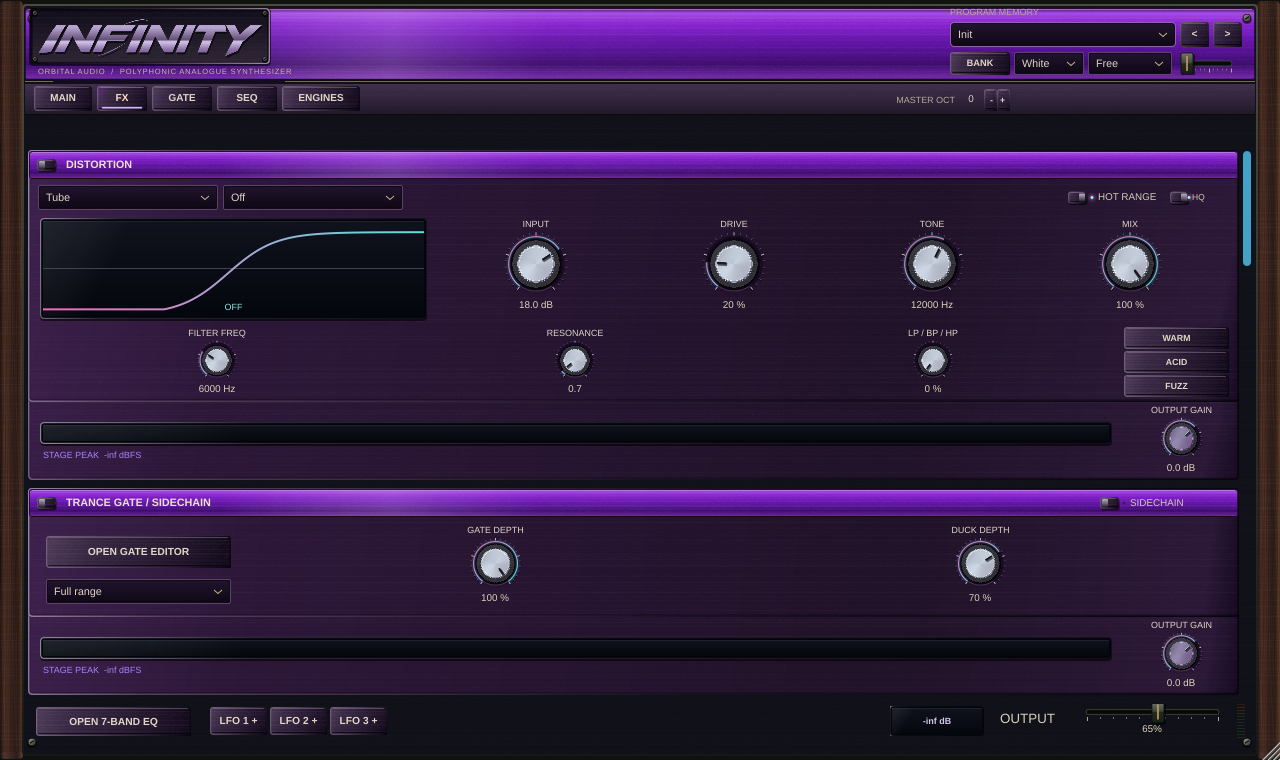 PROGRAM MEMORY
INFINITY
Init
<
>
ORBITAL AUDIO / POLYPHONIC ANALOGUE SYNTHESIZER
BANK
White
Free
MAIN
FX
GATE
SEQ
ENGINES
MASTER OCT
0
-
+
DISTORTION
Tube
Off
HOT RANGE
HQ
OFF
INPUT
18.0 dB
DRIVE
20 %
TONE
12000 Hz
MIX
100 %
FILTER FREQ
6000 Hz
RESONANCE
0.7
LP / BP / HP
0 %
WARM
ACID
FUZZ
STAGE PEAK -inf dBFS
OUTPUT GAIN
0.0 dB
TRANCE GATE / SIDECHAIN
SIDECHAIN
OPEN GATE EDITOR
Full range
GATE DEPTH
100 %
DUCK DEPTH
70 %
STAGE PEAK -inf dBFS
OUTPUT GAIN
0.0 dB
OPEN 7-BAND EQ
LFO 1 +
LFO 2 +
LFO 3 +
-inf dB
OUTPUT
65%